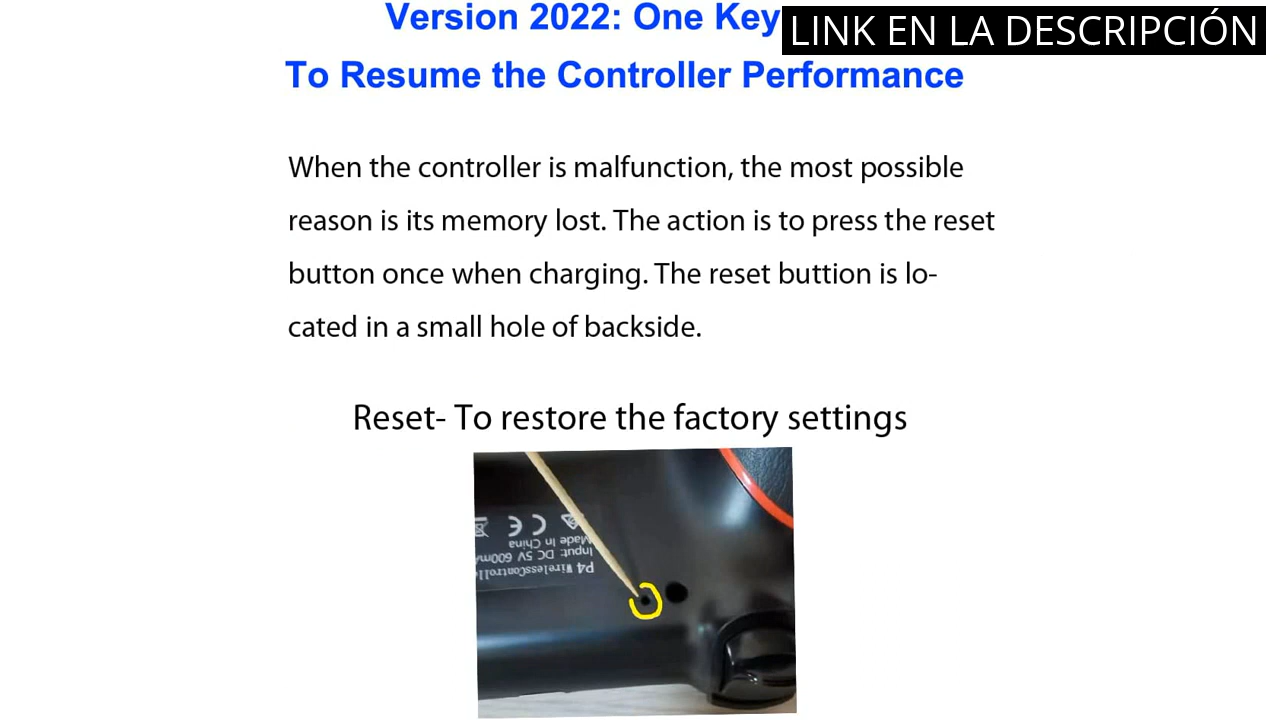 Version 2022: One Key
LINK EN LA DESCRIPCIÓN
To Resume the Controller Performance
When the controller is malfunction, the most possible
reason is its memory lost. The action is to press the reset
button once when charging. The reset buttion is lo-
cated in a small hole of backside.
Reset- To restore the factory settings
P4 WirelessControlle
Input: DC 5V 600m
Made In China
CE